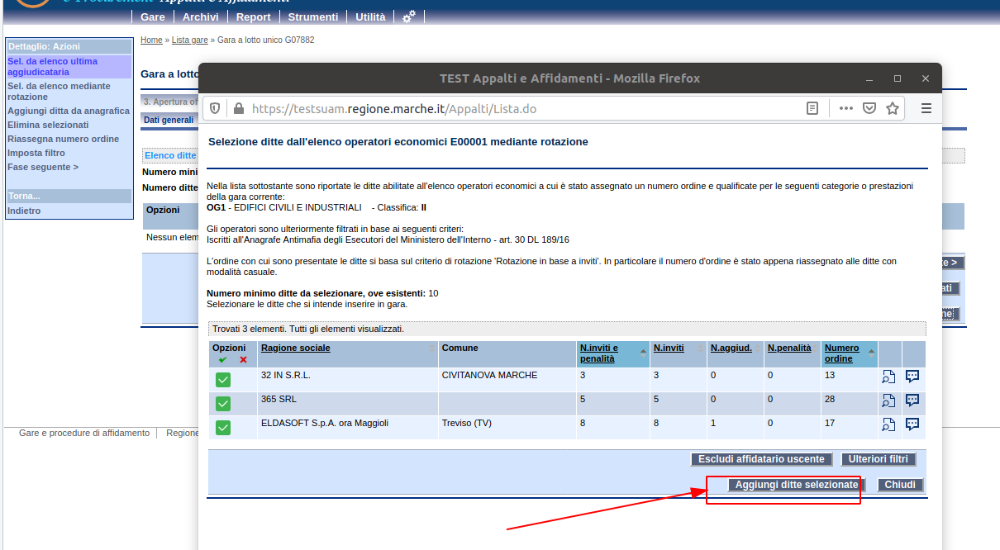 e-Procurement Appalti e Affidamenti
Gare Archivi Report Strumenti Utilità
Home » Lista gare » Gara a lotto unico G07882
Dettaglio: Azioni
Sel. da elenco ultima
aggiudicataria
Sel. da elenco mediante
rotazione
Aggiungi ditta da anagrafica
Elimina selezionati
Riassegna numero ordine
Imposta filtro
Fase seguente >
Torna...
Indietro
Gara a lotto
3. Apertura of
Dati generali
Elenco ditte
Numero mini
Numero ditte
Opzioni
Nessun elem
e >
ati
ne
Gare e procedure di affidamento Regione
TEST Appalti e Affidamenti - Mozilla Firefox
https://testsuam.regione.marche.it/Appalti/Lista.do
Selezione ditte dall'elenco operatori economici E00001 mediante rotazione
Nella lista sottostante sono riportate le ditte abilitate all'elenco operatori economici a cui è stato assegnato un numero ordine e qualificate per le seguenti categorie o prestazioni
della gara corrente:
OG1 - EDIFICI CIVILI E INDUSTRIALI - Classifica: II
Gli operatori sono ulteriormente filtrati in base ai seguenti criteri:
Iscritti all'Anagrafe Antimafia degli Esecutori del Mininistero dell'Interno - art. 30 DL 189/16
L'ordine con cui sono presentate le ditte si basa sul criterio di rotazione 'Rotazione in base a inviti'. In particolare il numero d'ordine è stato appena riassegnato alle ditte con
modalità casuale.
Numero minimo ditte da selezionare, ove esistenti: 10
Selezionare le ditte che si intende inserire in gara.
Trovati 3 elementi. Tutti gli elementi visualizzati.
Opzioni Ragione sociale Comune N.inviti e penalità N.inviti N.aggiud. N.penalità Numero ordine
32 IN S.R.L. CIVITANOVA MARCHE 3 3 0 0 13
365 SRL 5 5 0 0 28
ELDASOFT S.p.A. ora Maggioli Treviso (TV) 8 8 1 0 17
Escludi affidatario uscente Ulteriori filtri
Aggiungi ditte selezionate Chiudi